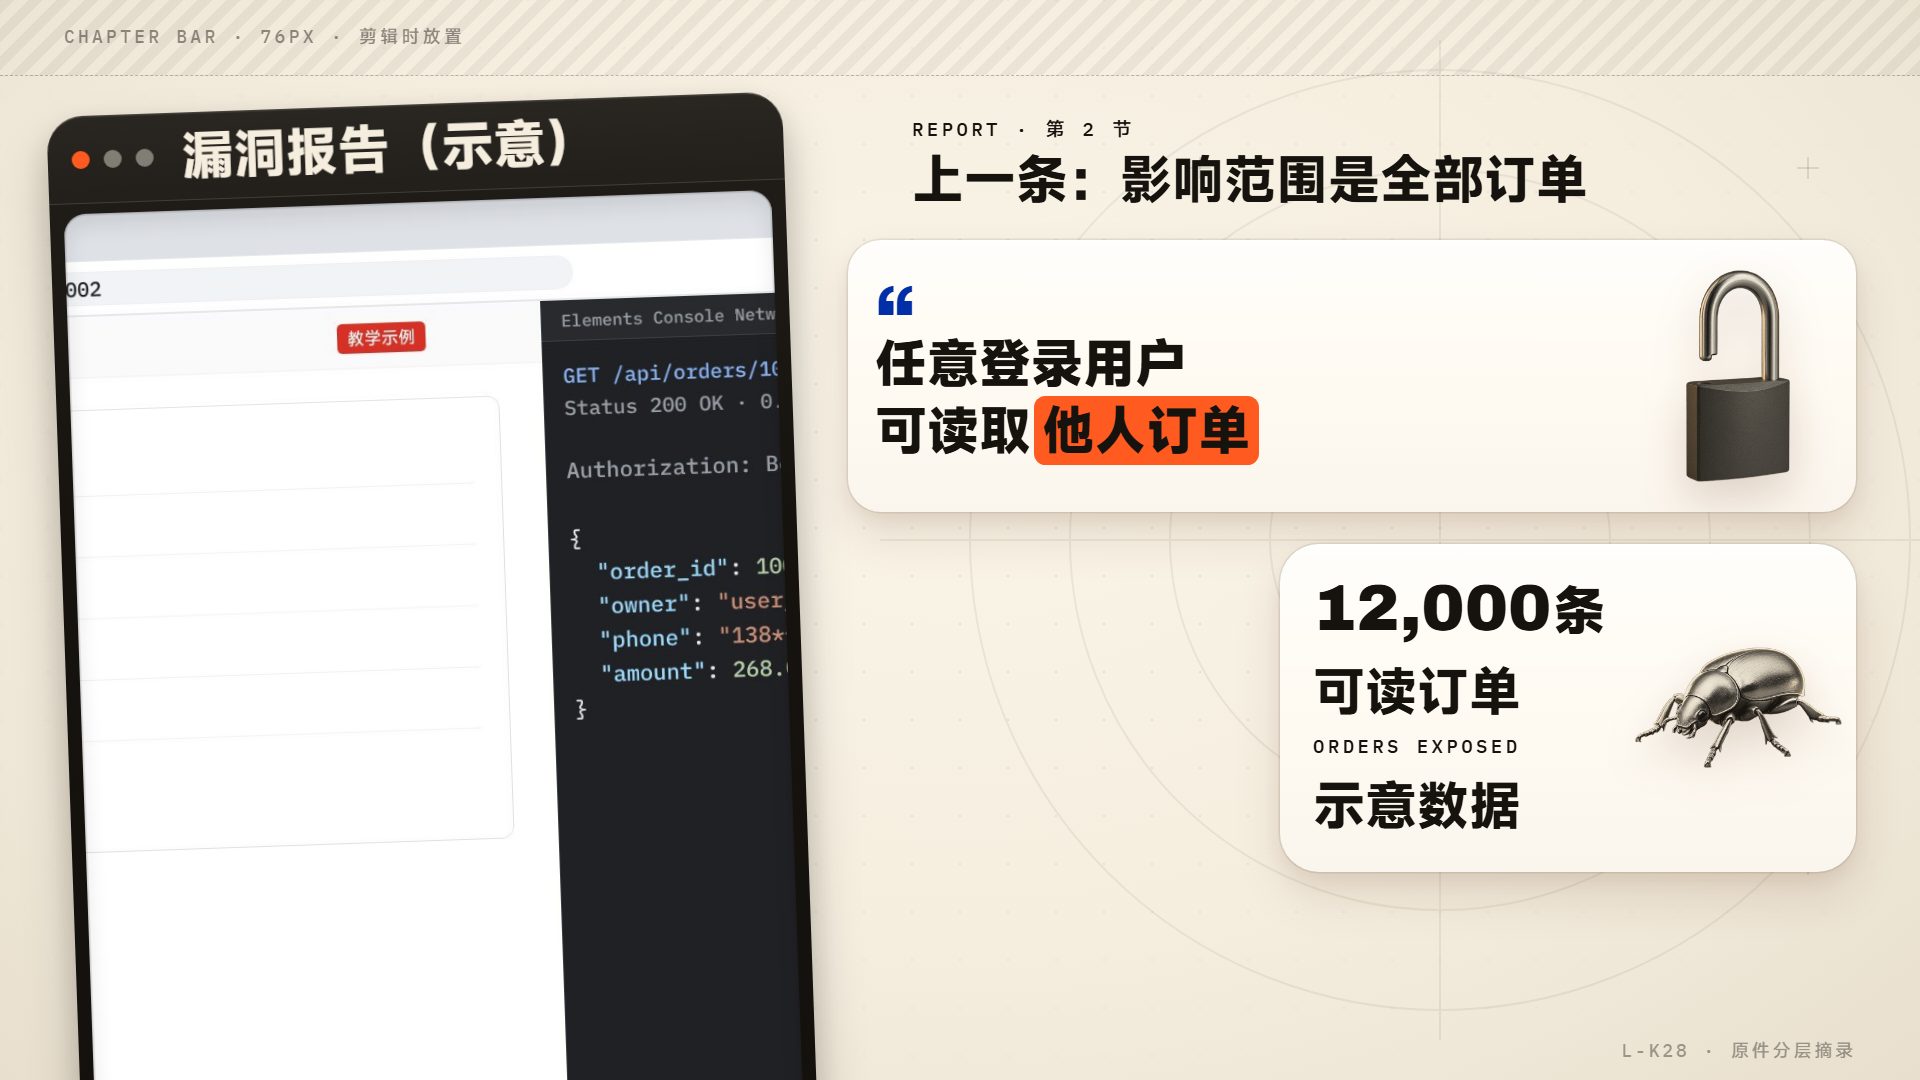 CHAPTER BAR · 76PX · 剪辑时放置
漏洞报告（示意）
002
教学示例
Elements Console Netw
GET /api/orders/10
Status 200 OK · 0.
Authorization: B
{
"order_id": 10
"owner": "user_
"phone": "138*
"amount": 268.
}
REPORT · 第 2 节
上一条：影响范围是全部订单
“
任意登录用户
可读取他人订单
12,000条
可读订单
ORDERS EXPOSED
示意数据
L-K28 · 原件分层摘录